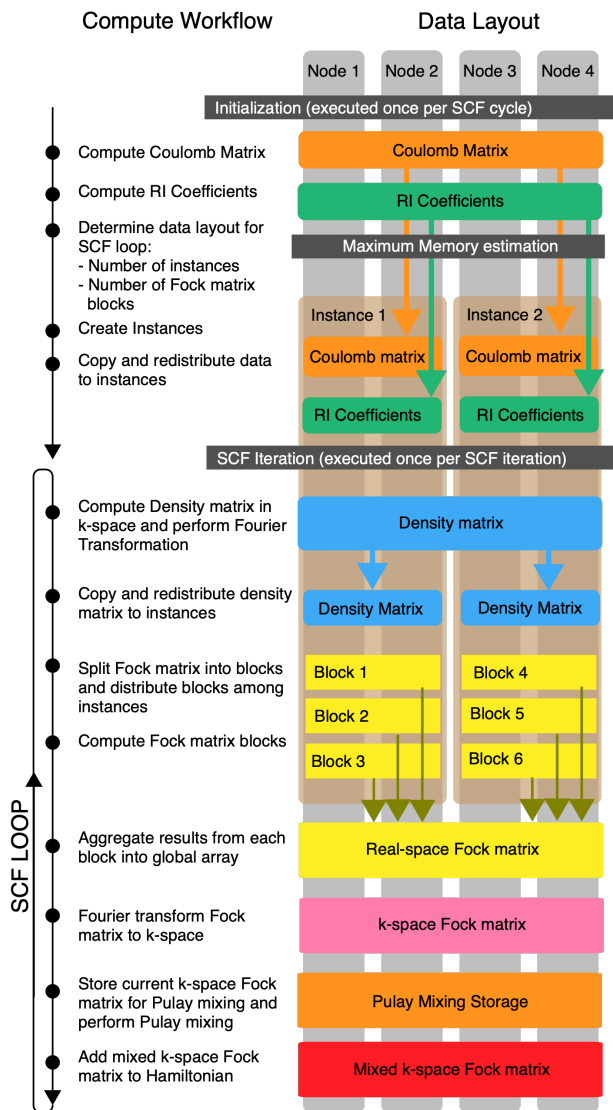 Compute Workflow
Data Layout
Node 1
Node 2
Node 3
Node 4
Initialization (executed once per SCF cycle)
Compute Coulomb Matrix
Coulomb Matrix
Compute RI Coefficients
RI Coefficients
Determine data layout for
SCF loop:
- Number of instances
- Number of Fock matrix
blocks
Maximum Memory estimation
Create Instances
Instance 1
Instance 2
Copy and redistribute data
to instances
Coulomb matrix
Coulomb matrix
RI Coefficients
RI Coefficients
SCF Iteration (executed once per SCF iteration)
SCF LOOP
Compute Density matrix in
k-space and perform Fourier
Transformation
Density matrix
Copy and redistribute density
matrix to instances
Density Matrix
Density Matrix
Split Fock matrix into blocks
and distribute blocks among
instances
Block 1
Block 4
Block 2
Block 5
Compute Fock matrix blocks
Block 3
Block 6
Aggregate results from each
block into global array
Real-space Fock matrix
Fourier transform Fock
matrix to k-space
k-space Fock matrix
Store current k-space Fock
matrix for Pulay mixing and
perform Pulay mixing
Pulay Mixing Storage
Add mixed k-space Fock
matrix to Hamiltonian
Mixed k-space Fock matrix